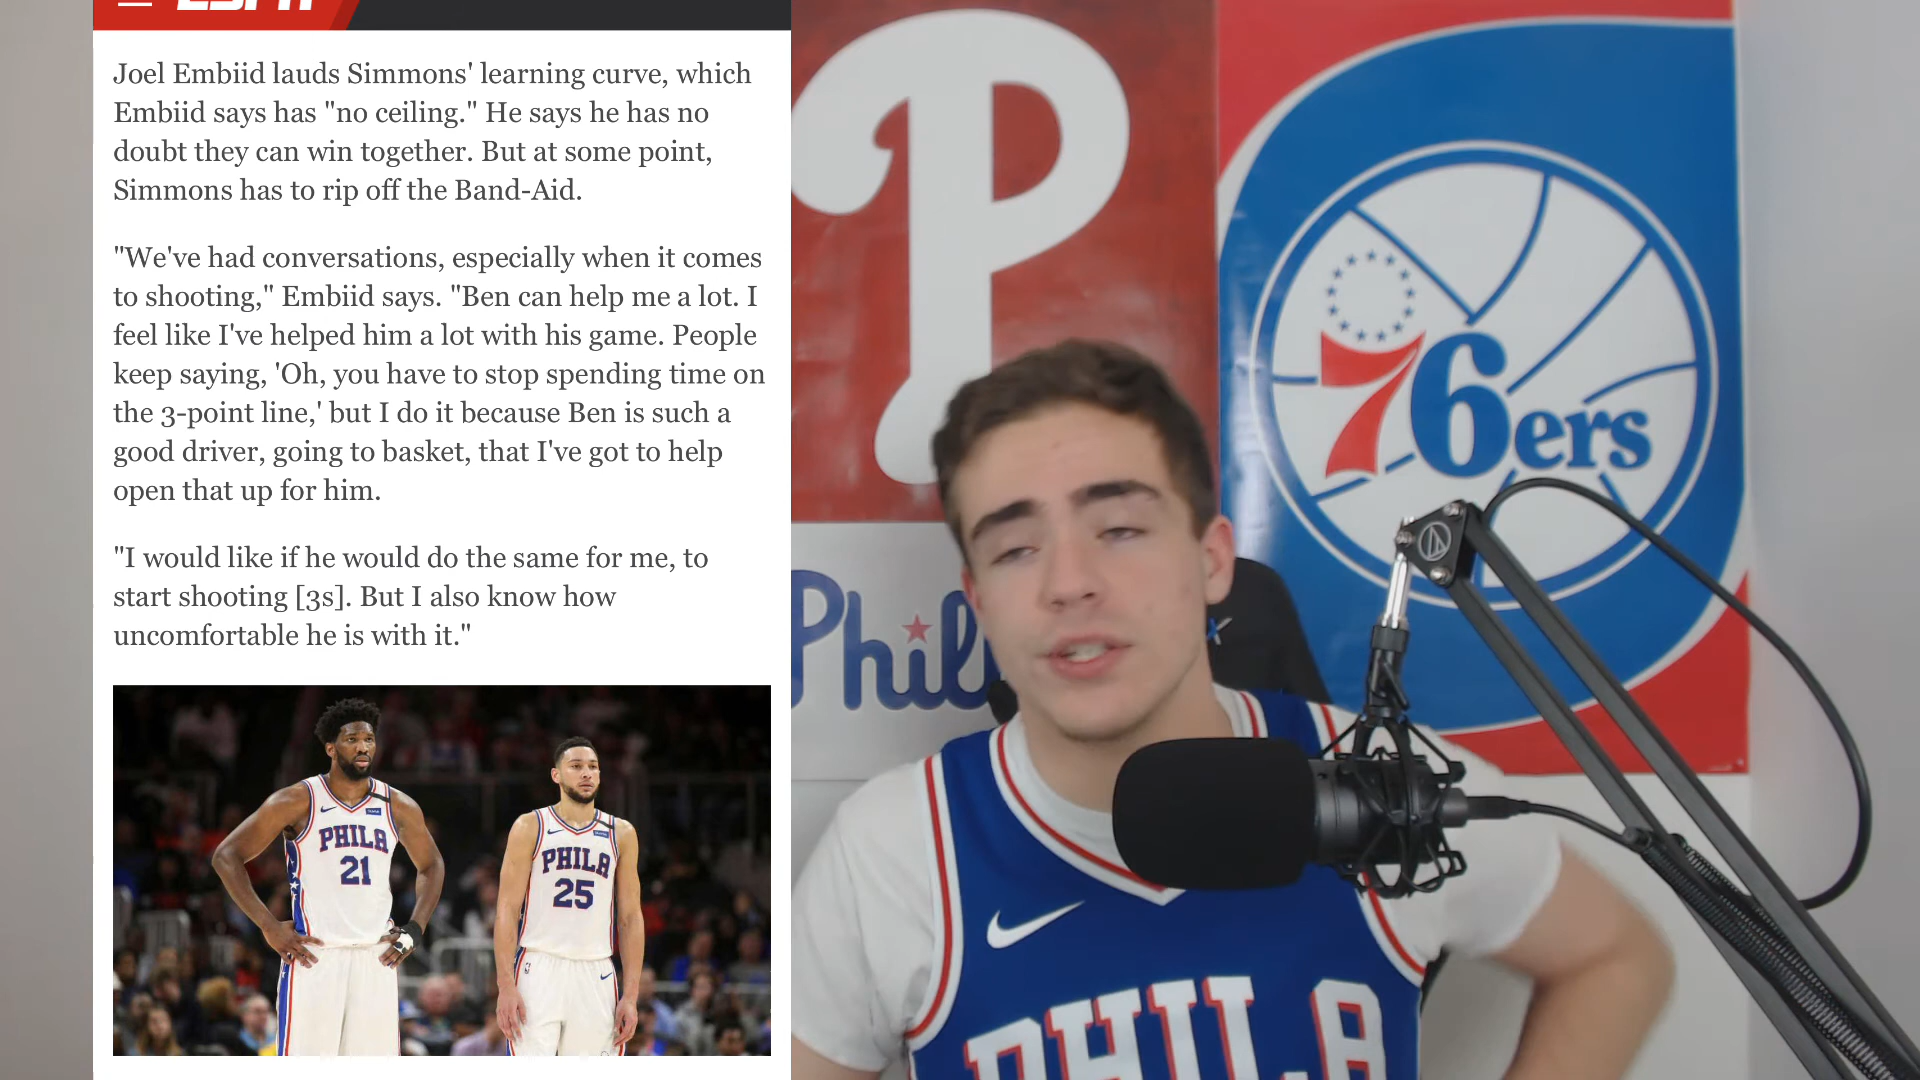 ESPN
Joel Embiid lauds Simmons' learning curve, which
Embiid says has "no ceiling." He says he has no
doubt they can win together. But at some point,
Simmons has to rip off the Band-Aid.
"We've had conversations, especially when it comes
to shooting," Embiid says. "Ben can help me a lot. I
feel like I've helped him a lot with his game. People
keep saying, 'Oh, you have to stop spending time on
the 3-point line,' but I do it because Ben is such a
good driver, going to basket, that I've got to help
open that up for him.
"I would like if he would do the same for me, to
start shooting [3s]. But I also know how
uncomfortable he is with it."
PHILA
21
PHILA
25
P
76ers
Phil
PHILA